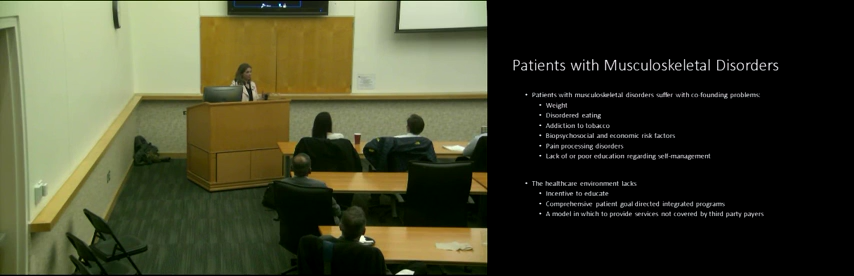 Patients with Musculoskeletal Disorders
• Patients with musculoskeletal disorders suffer with co-founding problems:
• Weight
• Disordered eating
• Addiction to tobacco
• Biopsychosocial and economic risk factors
• Pain processing disorders
• Lack of or poor education regarding self-management
• The healthcare environment lacks
• Incentive to educate
• Comprehensive patient goal directed integrated programs
• A model in which to provide services not covered by third party payers